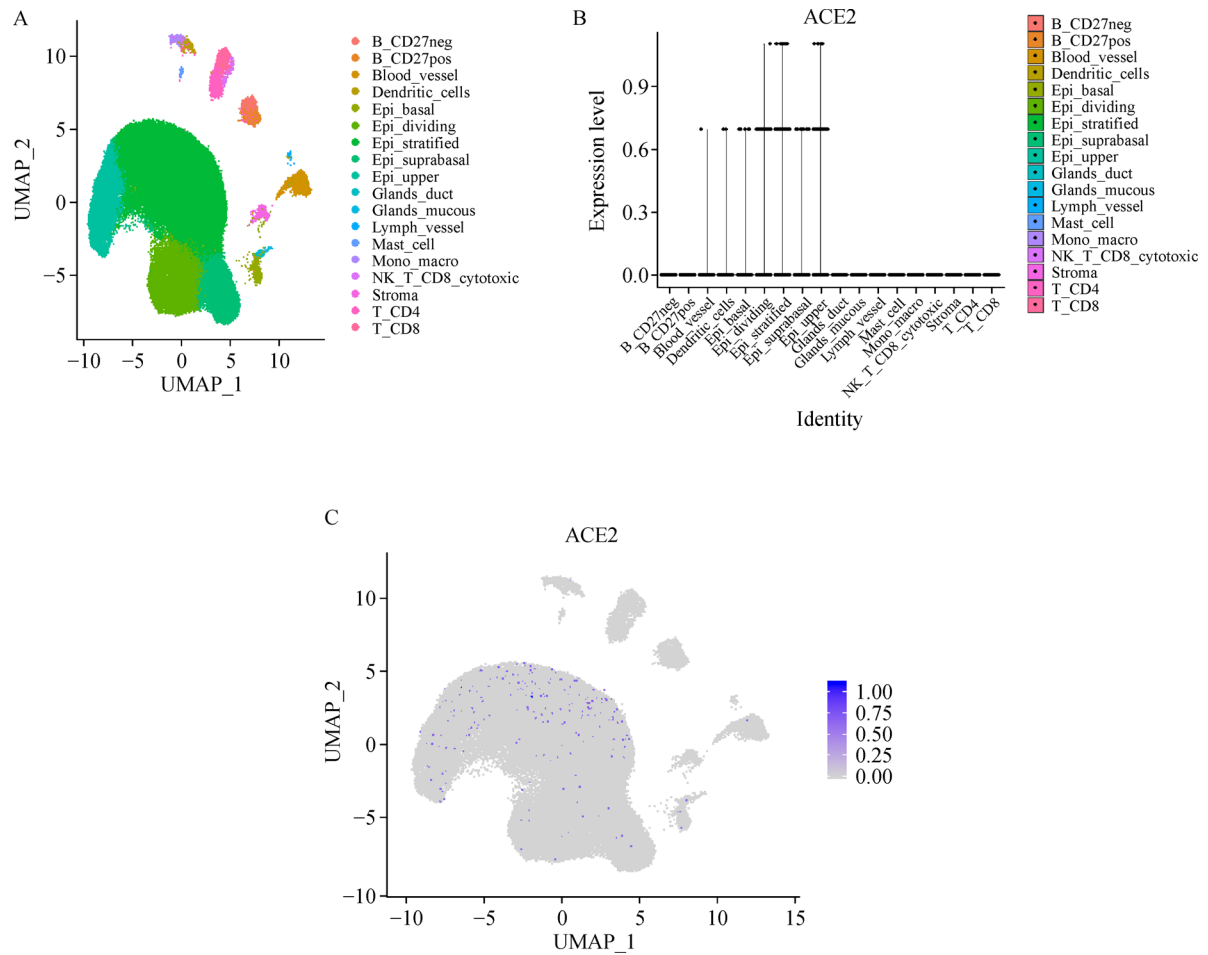 A
10
5
0
−5
UMAP_2
−10
−5
0
5
10
UMAP_1
B_CD27neg
B_CD27pos
Blood_vessel
Dendritic_cells
Epi_basal
Epi_dividing
Epi_stratified
Epi_suprabasal
Epi_upper
Glands_duct
Glands_mucous
Lymph_vessel
Mast_cell
Mono_macro
NK_T_CD8_cytotoxic
Stroma
T_CD4
T_CD8
B
ACE2
Expression level
0.9
0.6
0.3
0.0
B_CD27neg
B_CD27pos
Blood_vessel
Dendritic_cells
Epi_basal
Epi_dividing
Epi_stratified
Epi_suprabasal
Epi_upper
Glands_duct
Glands_mucous
Lymph_vessel
Mast_cell
Mono_macro
NK_T_CD8_cytotoxic
Stroma
T_CD4
T_CD8
Identity
B_CD27neg
B_CD27pos
Blood_vessel
Dendritic_cells
Epi_basal
Epi_dividing
Epi_stratified
Epi_suprabasal
Epi_upper
Glands_duct
Glands_mucous
Lymph_vessel
Mast_cell
Mono_macro
NK_T_CD8_cytotoxic
Stroma
T_CD4
T_CD8
C
ACE2
UMAP_2
10
5
0
−5
−10
−10
−5
0
5
10
15
UMAP_1
1.00
0.75
0.50
0.25
0.00